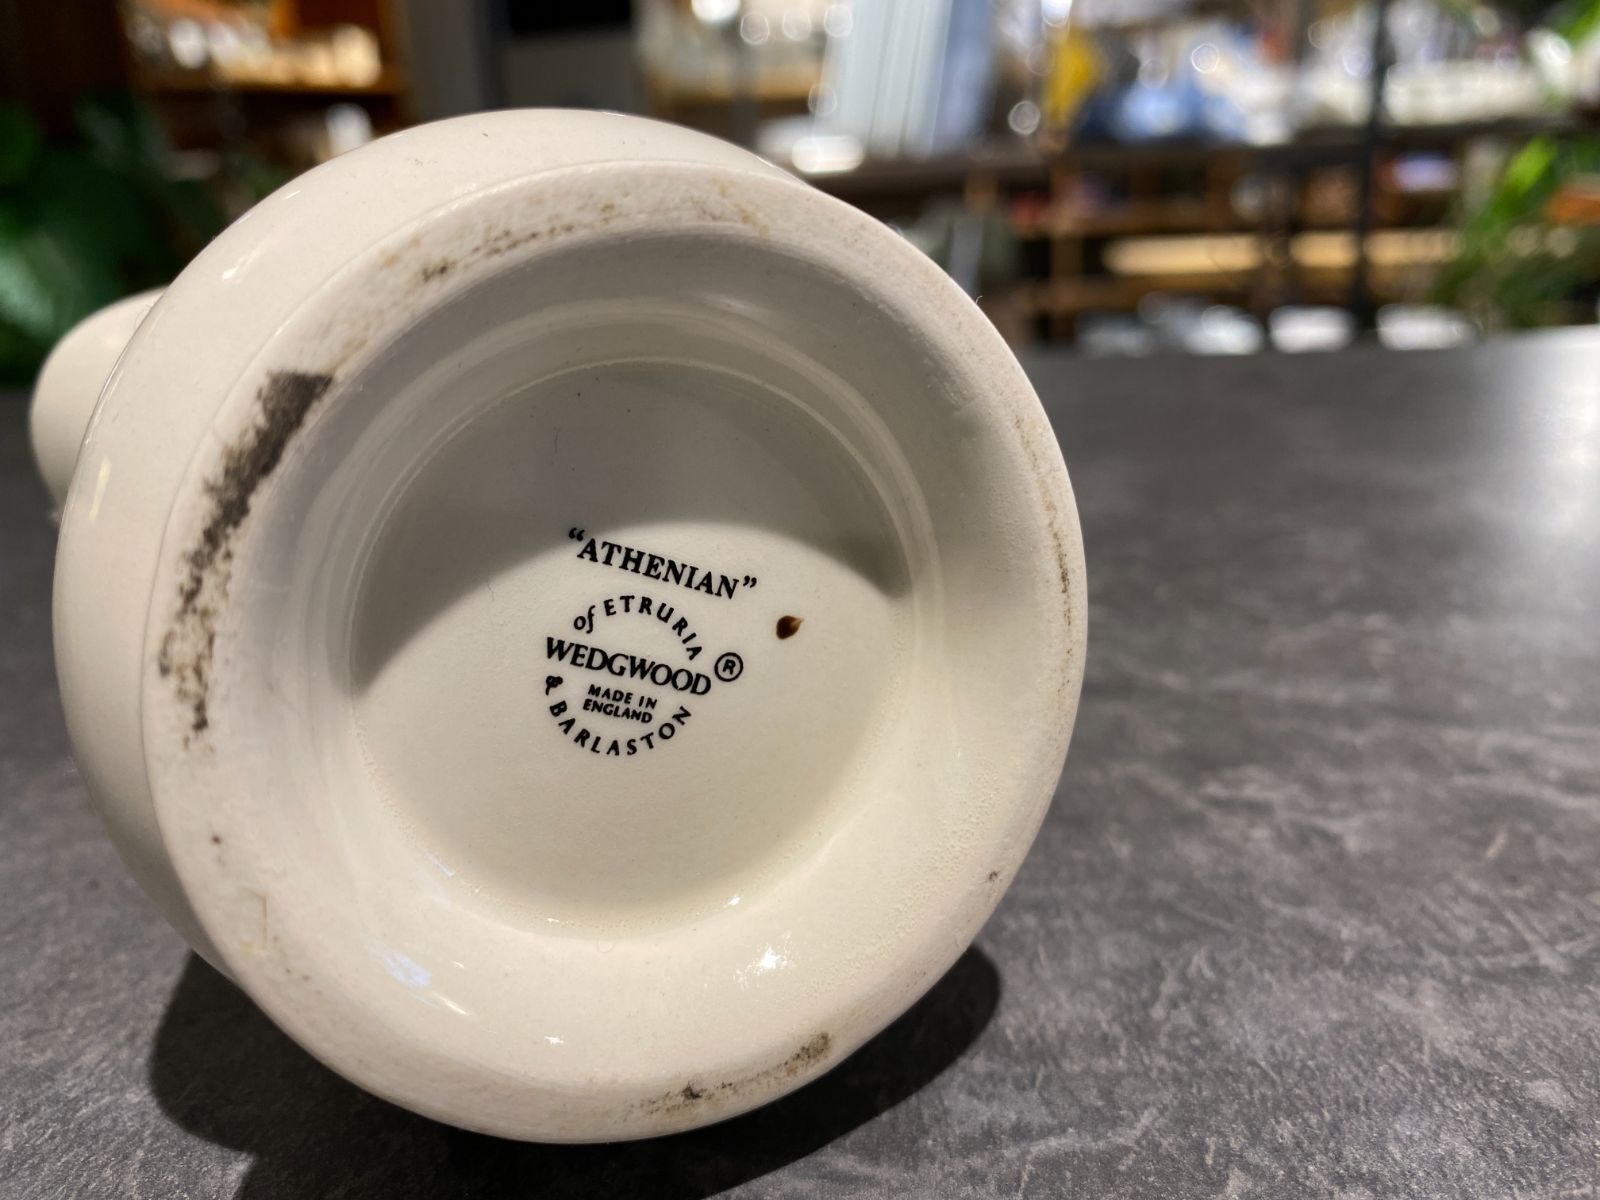 “ATHENIAN”
of ETRURIA
WEDGWOOD ®
MADE IN
ENGLAND
& BARLASTON